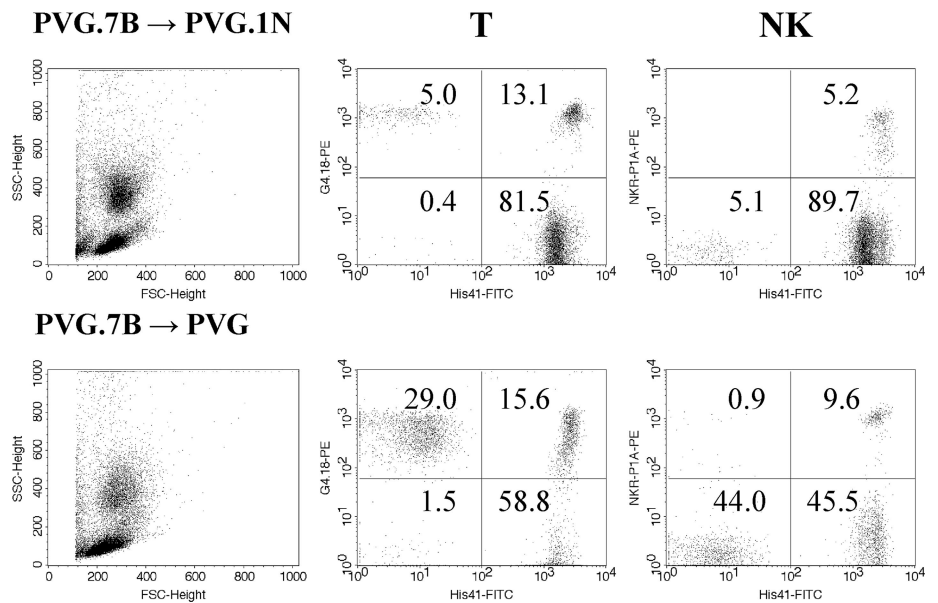 PVG.7B → PVG.1N
T
NK
SSC-Height
0 200 400 600 800 1000
FSC-Height
0 200 400 600 800 1000
G4.18-PE
10^0 10^1 10^2 10^3 10^4
5.0 13.1
0.4 81.5
His41-FITC
10^0 10^1 10^2 10^3 10^4
NKR-P1A-PE
10^0 10^1 10^2 10^3 10^4
5.2
5.1 89.7
His41-FITC
10^0 10^1 10^2 10^3 10^4
PVG.7B → PVG
SSC-Height
0 200 400 600 800 1000
FSC-Height
0 200 400 600 800 1000
G4.18-PE
10^0 10^1 10^2 10^3 10^4
29.0 15.6
1.5 58.8
His41-FITC
10^0 10^1 10^2 10^3 10^4
NKR-P1A-PE
10^0 10^1 10^2 10^3 10^4
0.9 9.6
44.0 45.5
His41-FITC
10^0 10^1 10^2 10^3 10^4